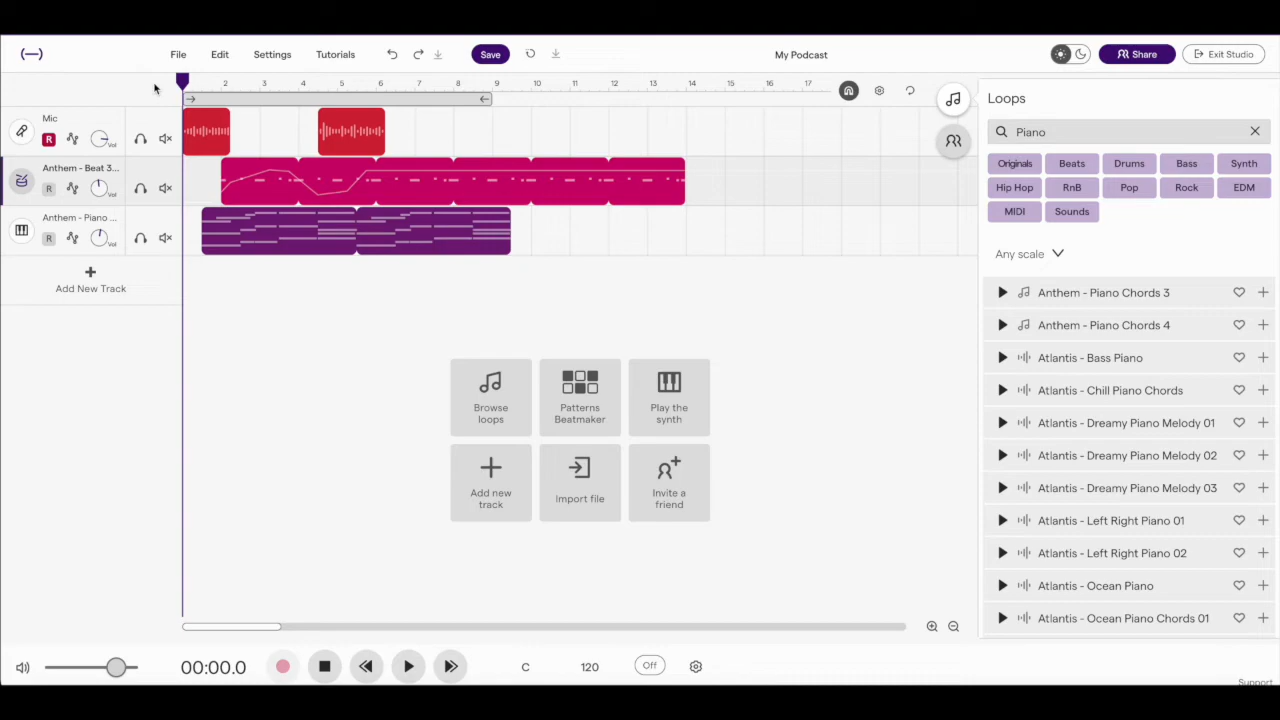 File Edit Settings Tutorials Save My Podcast Share Exit Studio
2 3 4 5 6 7 8 9 10 11 12 13 14 15 16 17
Mic
R Vol
Anthem - Beat 3...
R Vol
Anthem - Piano ...
R Vol
Add New Track
Browse
loops
Patterns
Beatmaker
Play the
synth
Add new
track
Import file
Invite a
friend
Loops
Piano
Originals Beats Drums Bass Synth
Hip Hop RnB Pop Rock EDM
MIDI Sounds
Any scale
Anthem - Piano Chords 3
Anthem - Piano Chords 4
Atlantis - Bass Piano
Atlantis - Chill Piano Chords
Atlantis - Dreamy Piano Melody 01
Atlantis - Dreamy Piano Melody 02
Atlantis - Dreamy Piano Melody 03
Atlantis - Left Right Piano 01
Atlantis - Left Right Piano 02
Atlantis - Ocean Piano
Atlantis - Ocean Piano Chords 01
00:00.0 C 120 Off
Support